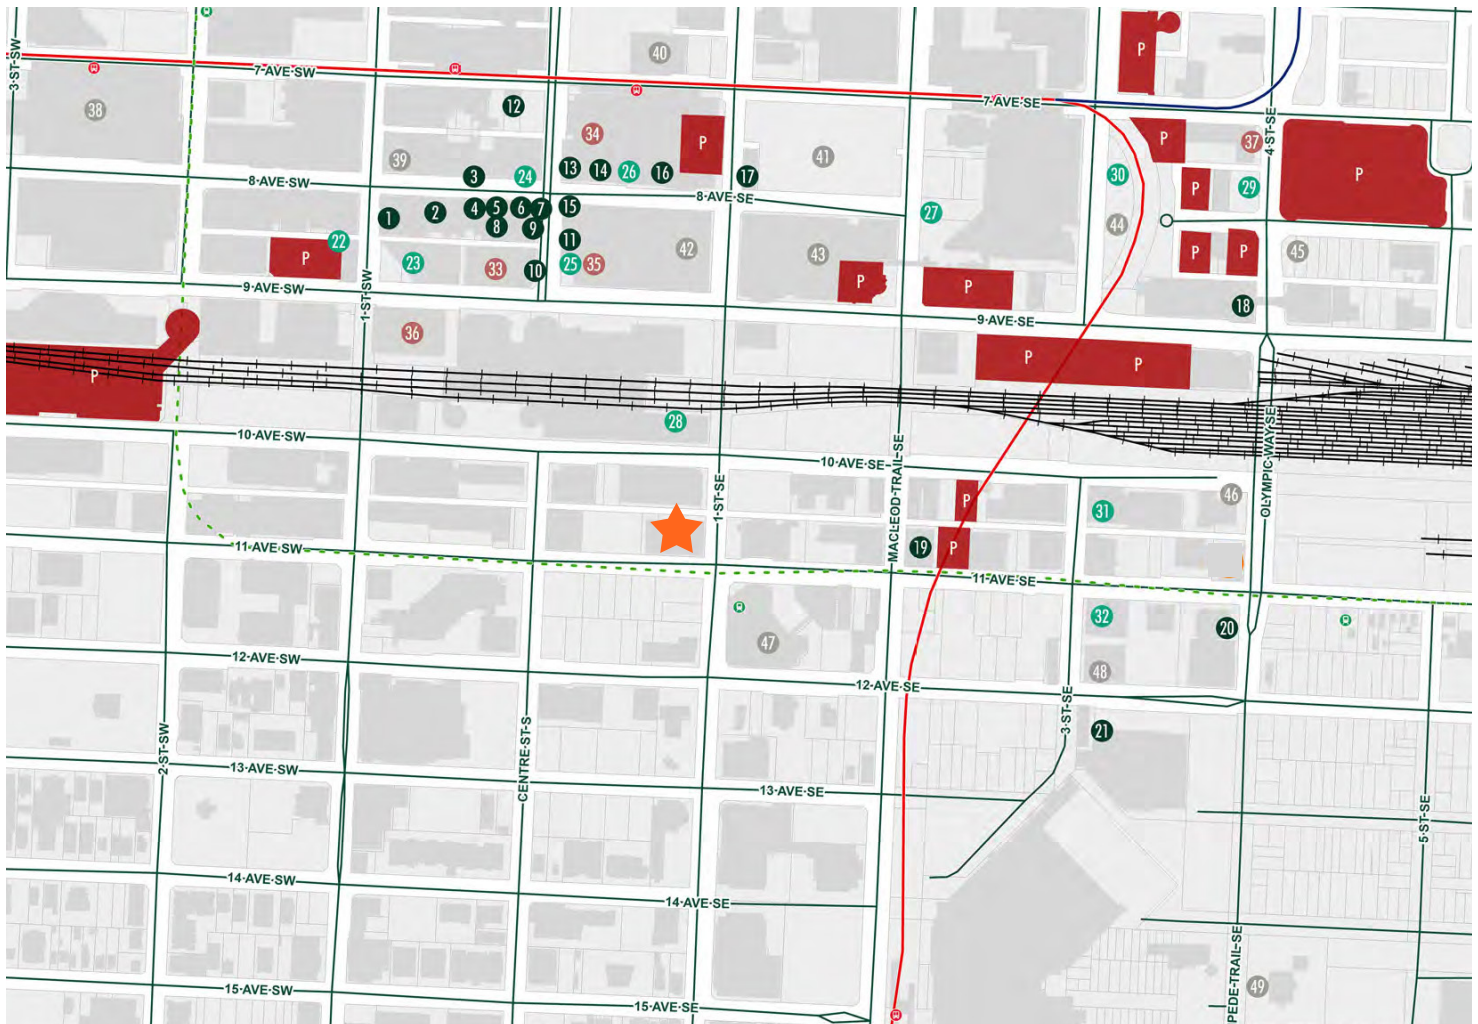 3-ST-SW
40
P
7-AVE-SW
38
12
7-AVE-SE
34
P
P
37
4-ST-SE
39
41
3
24
13
14
26
16
17
30
P
29
P
8-AVE-SW
8-AVE-SE
1
2
4
5
6
7
15
27
8
9
44
22
11
42
43
P
P
45
P
23
33
10
25
35
P
P
9-AVE-SW
1-ST-SW
18
36
9-AVE-SE
P
P
P
28
10-AVE-SW
10-AVE-SE
1-ST-SE
MACLEOD-TRAIL-SE
OLYMPIC-WAY-SE
P
46
31
11-AVE-SW
19
P
11-AVE-SE
32
20
47
12-AVE-SW
48
12-AVE-SE
2-ST-SW
CENTRE-ST-S
3-ST-SE
21
13-AVE-SW
13-AVE-SE
5-ST-SE
14-AVE-SW
14-AVE-SE
15-AVE-SW
PEDE-TRAIL-SE
49
15-AVE-SE